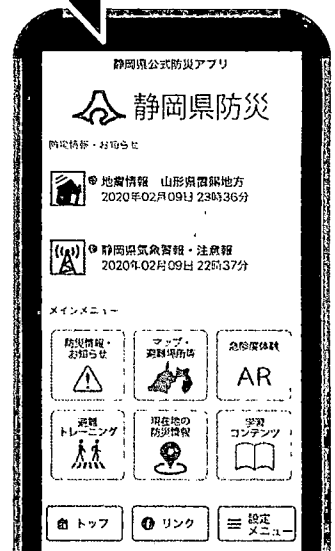 静岡県公式防災アプリ
静岡県防災
防災情報・お知らせ
地震情報 山形県置賜地方
2020年02月09日 23時36分
静岡県気象警報・注意報
2020年02月09日 22時37分
メインメニュー
防災情報・
お知らせ
マップ・
避難場所等
危険度体験
AR
避難
トレーニング
現在地の
防災情報
学習
コンテンツ
トップ
リンク
設定
メニュー